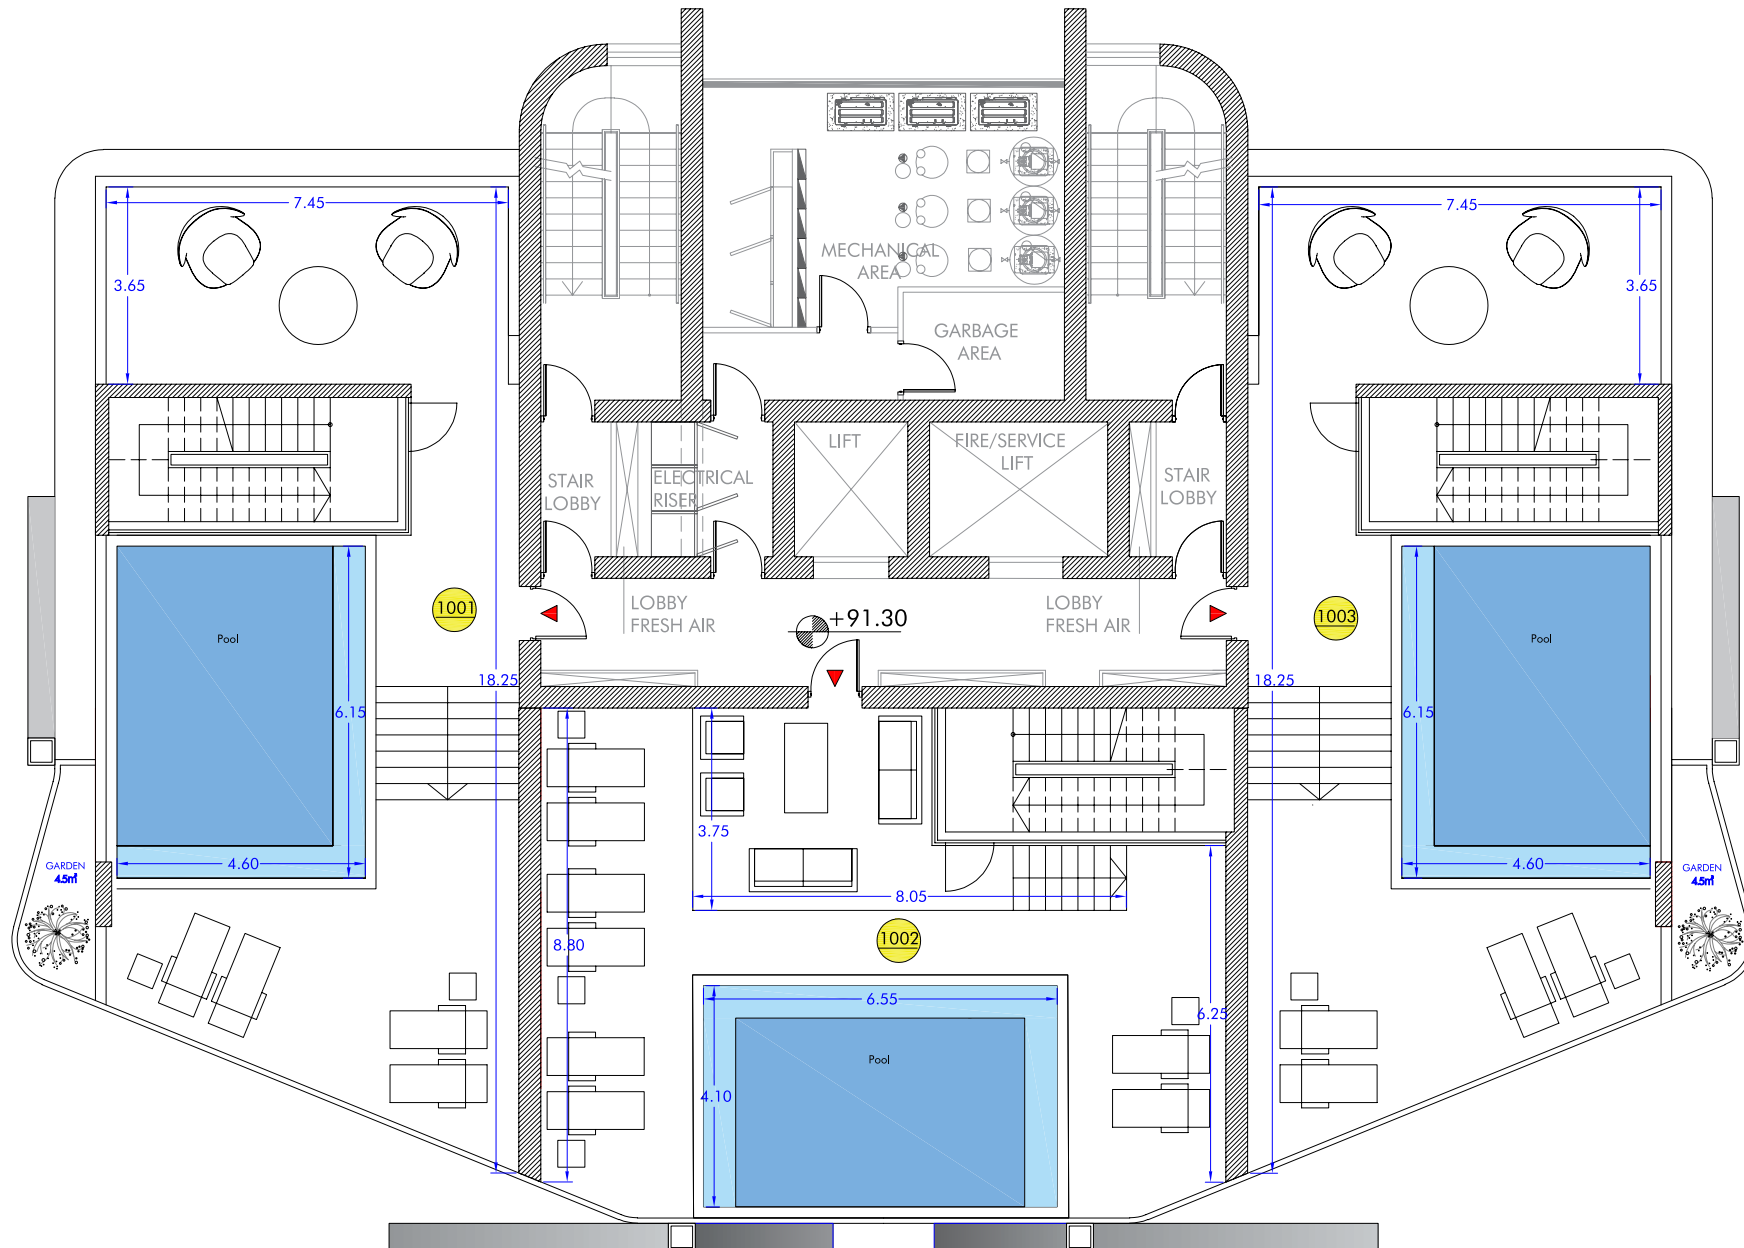 7.45
7.45
3.65
3.65
MECHANICAL
AREA
GARBAGE
AREA
LIFT
FIRE/SERVICE
LIFT
STAIR
LOBBY
ELECTRICAL
RISER
STAIR
LOBBY
1001
LOBBY
FRESH AIR
+91.30
LOBBY
FRESH AIR
1003
Pool
Pool
18.25
18.25
6.15
6.15
3.75
4.60
4.60
GARDEN
4.5m²
GARDEN
4.5m²
8.05
1002
8.80
6.55
6.25
Pool
4.10